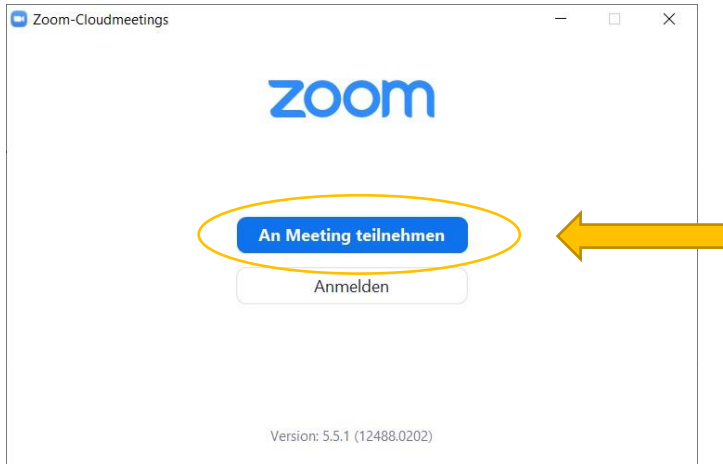 Zoom-Cloudmeetings
zoom
An Meeting teilnehmen
Anmelden
Version: 5.5.1 (12488.0202)